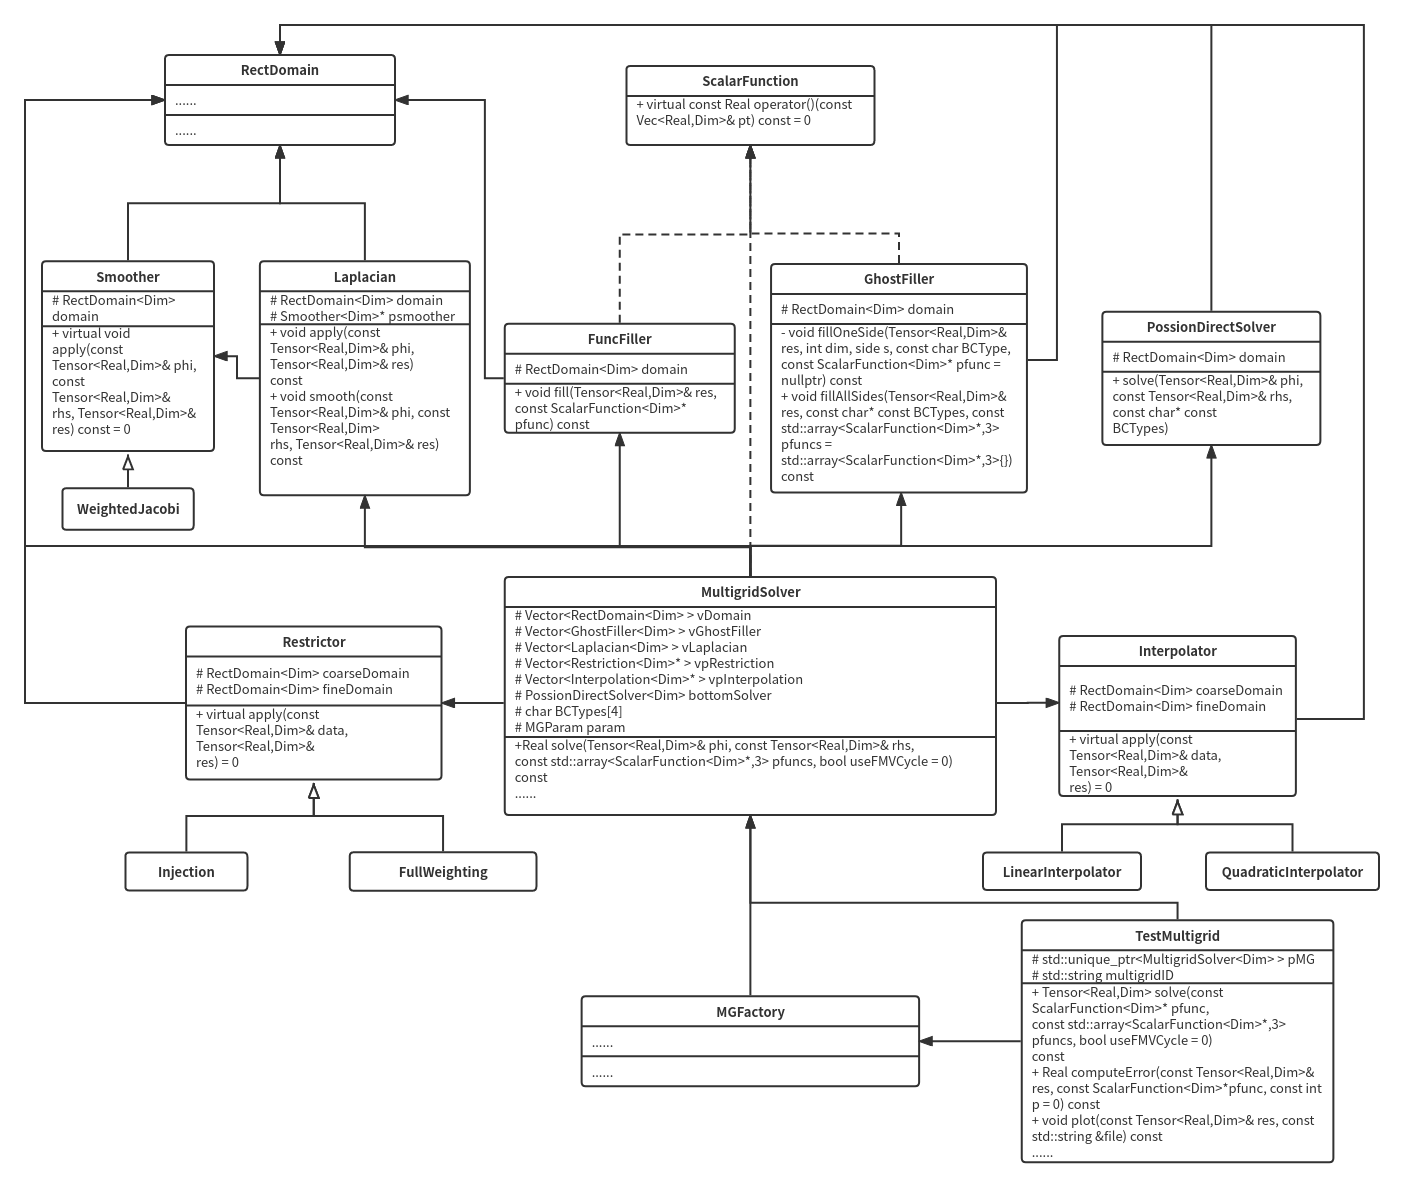 RectDomain
......
......
ScalarFunction
+ virtual const Real operator()(const
Vec<Real,Dim>& pt) const = 0
Smoother
# RectDomain<Dim>
domain
+ virtual void
apply(const
Tensor<Real,Dim>& phi,
const
Tensor<Real,Dim>&
rhs, Tensor<Real,Dim>&
res) const = 0
WeightedJacobi
Laplacian
# RectDomain<Dim> domain
# Smoother<Dim>* psmoother
+ void apply(const
Tensor<Real,Dim>& phi,
Tensor<Real,Dim>& res)
const
+ void smooth(const
Tensor<Real,Dim>& phi, const
Tensor<Real,Dim>
rhs, Tensor<Real,Dim>& res)
const
FuncFiller
# RectDomain<Dim> domain
+ void fill(Tensor<Real,Dim>& res,
const ScalarFunction<Dim>*
pfunc) const
GhostFiller
# RectDomain<Dim> domain
- void fillOneSide(Tensor<Real,Dim>&
res, int dim, side s, const char BCType,
const ScalarFunction<Dim>* pfunc =
nullptr) const
+ void fillAllSides(Tensor<Real,Dim>&
res, const char* const BCTypes, const
std::array<ScalarFunction<Dim>*,3>
pfuncs =
std::array<ScalarFunction<Dim>*,3>{})
const
PossionDirectSolver
# RectDomain<Dim> domain
+ solve(Tensor<Real,Dim>& phi,
const Tensor<Real,Dim>& rhs,
const char* const
BCTypes)
Restrictor
# RectDomain<Dim> coarseDomain
# RectDomain<Dim> fineDomain
+ virtual apply(const
Tensor<Real,Dim>& data,
Tensor<Real,Dim>&
res) = 0
Injection
FullWeighting
MultigridSolver
# Vector<RectDomain<Dim> > vDomain
# Vector<GhostFiller<Dim> > vGhostFiller
# Vector<Laplacian<Dim> > vLaplacian
# Vector<Restriction<Dim>* > vpRestriction
# Vector<Interpolation<Dim>* > vpInterpolation
# PossionDirectSolver<Dim> bottomSolver
# char BCTypes[4]
# MGParam param
+Real solve(Tensor<Real,Dim>& phi, const Tensor<Real,Dim>& rhs,
const std::array<ScalarFunction<Dim>*,3> pfuncs, bool useFMVCycle = 0)
const
......
Interpolator
# RectDomain<Dim> coarseDomain
# RectDomain<Dim> fineDomain
+ virtual apply(const
Tensor<Real,Dim>& data,
Tensor<Real,Dim>&
res) = 0
LinearInterpolator
QuadraticInterpolator
MGFactory
......
......
TestMultigrid
# std::unique_ptr<MultigridSolver<Dim> > pMG
# std::string multigridID
+ Tensor<Real,Dim> solve(const
ScalarFunction<Dim>* pfunc,
const std::array<ScalarFunction<Dim>*,3>
pfuncs, bool useFMVCycle = 0)
const
+ Real computeError(const Tensor<Real,Dim>&
res, const ScalarFunction<Dim>*pfunc, const int
p = 0) const
+ void plot(const Tensor<Real,Dim>& res, const
std::string &file) const
......